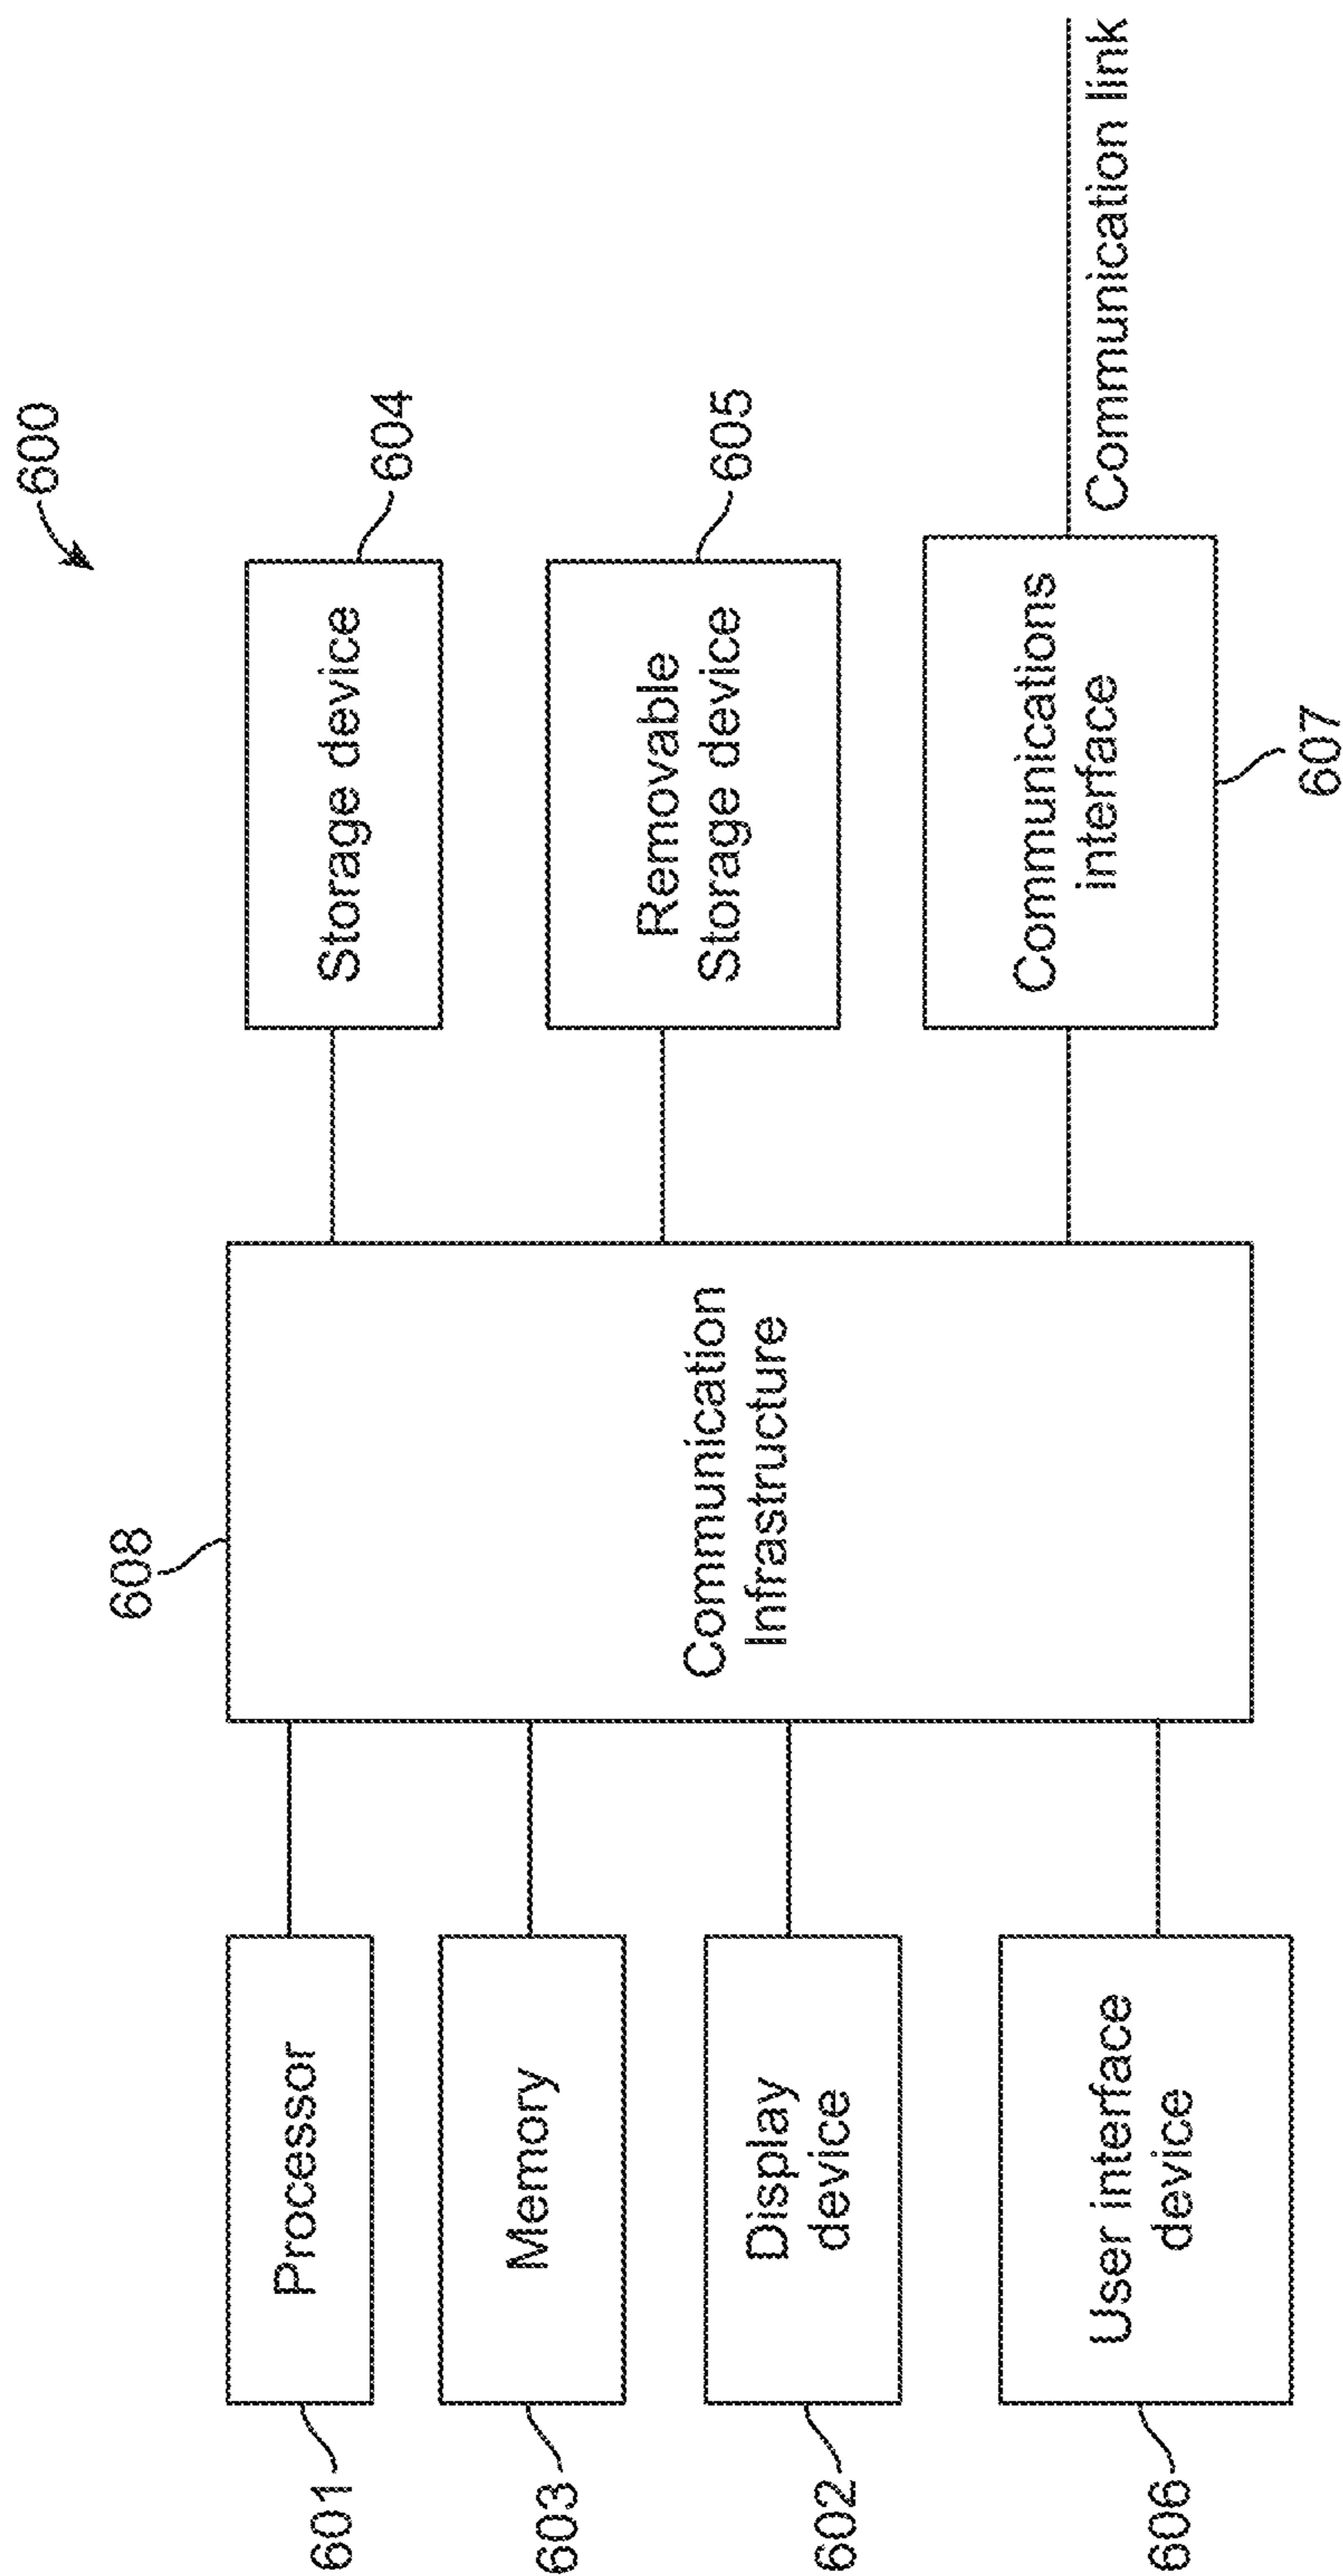 600
608
601
Processor
603
Memory
602
Display
device
606
User interface
device
Communication
Infrastructure
Storage device
604
Removable
Storage device
605
Communications
interface
607
Communication link